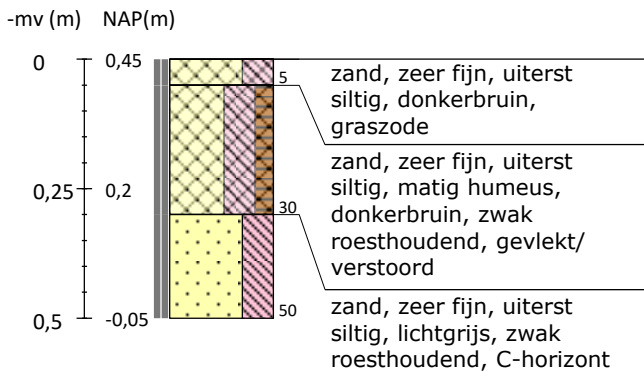 -mv (m) NAP(m)
0 0,45
5
zand, zeer fijn, uiterst
siltig, donkerbruin,
graszode
0,25 0,2
30
zand, zeer fijn, uiterst
siltig, matig humeus,
donkerbruin, zwak
roesthoudend, gevlekt/
verstoord
0,5 -0,05
50
zand, zeer fijn, uiterst
siltig, lichtgrijs, zwak
roesthoudend, C-horizont